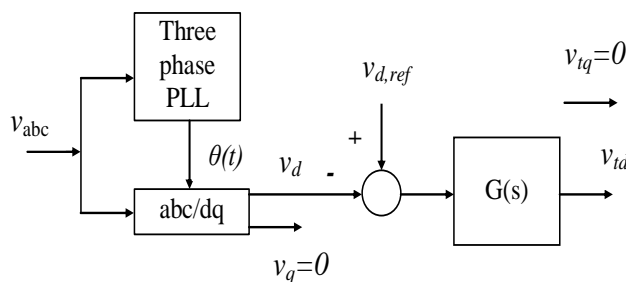 Three
phase
PLL
v_abc
θ(t)
abc/dq
v_d
v_q=0
-
+
v_d,ref
G(s)
v_tq=0
v_td